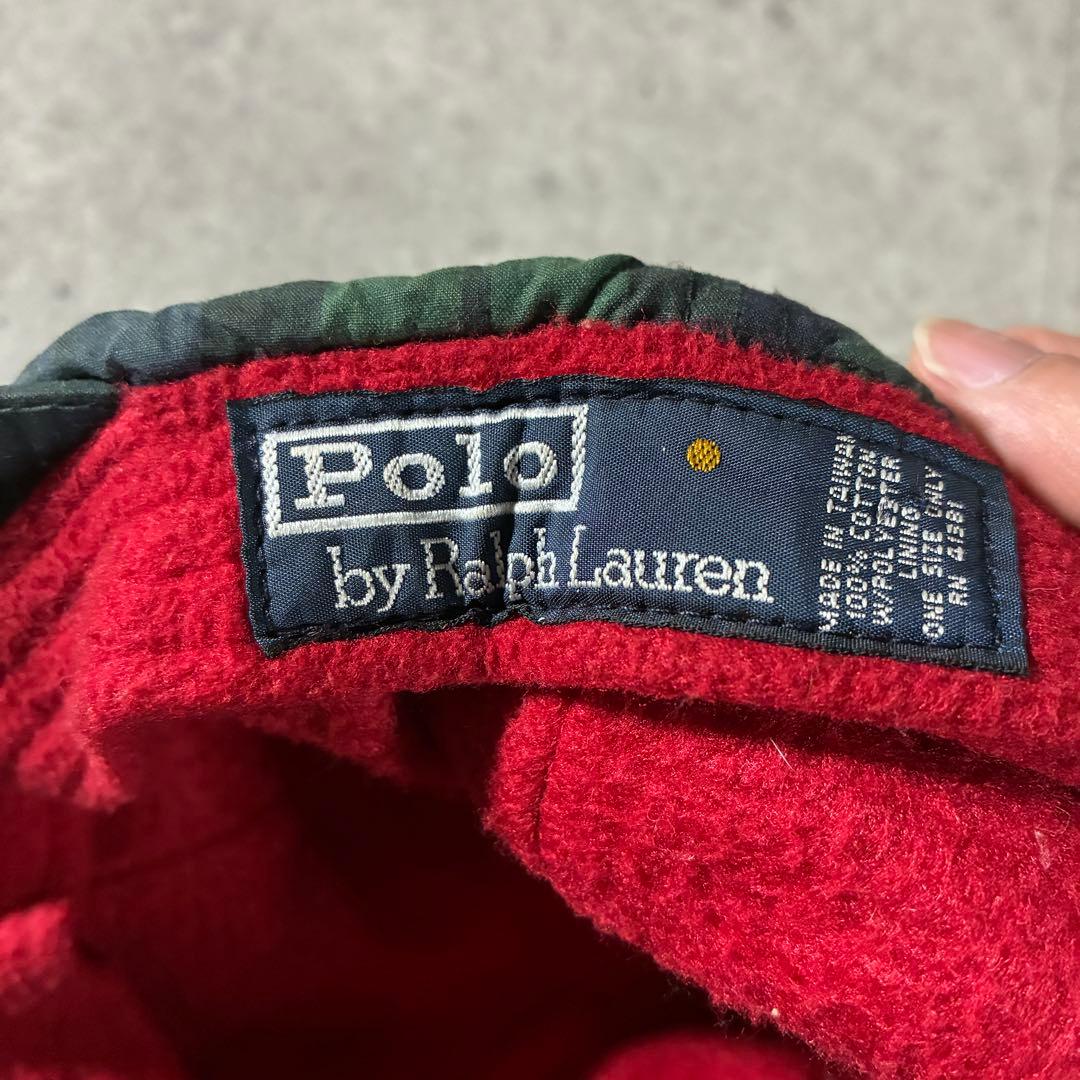 Polo
by Ralph Lauren
MADE IN TAIWAN
100% COTTON
W/POLYESTER
LINING
ONE SIZE ONLY
RN 41381